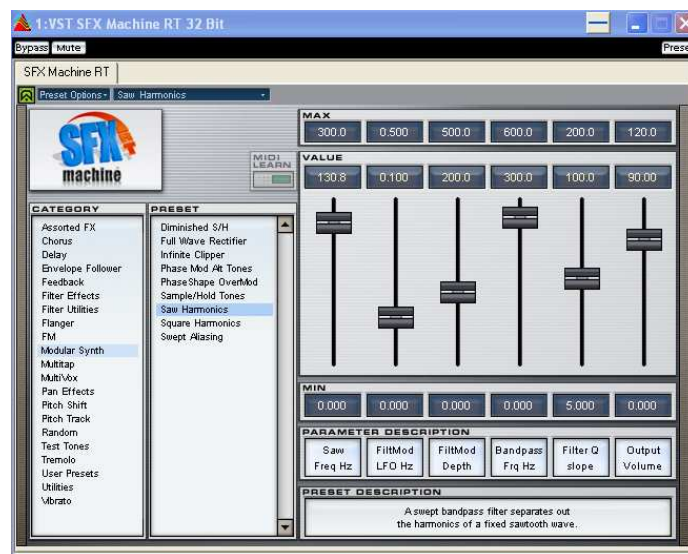 1:VST SFX Machine RT 32 Bit
Bypass Mute Prese
SFX Machine RT
Preset Options Saw Harmonics
SFX RT
machine
MIDI
LEARN
MAX
300.0 0.500 500.0 600.0 200.0 120.0
VALUE
130.8 0.100 200.0 300.0 100.0 90.00
CATEGORY
Assorted FX
Chorus
Delay
Envelope Follower
Feedback
Filter Effects
Filter Utilities
Flanger
FM
Modular Synth
Multitap
MultiVox
Pan Effects
Pitch Shift
Pitch Track
Random
Test Tones
Tremolo
User Presets
Utilities
Vibrato
PRESET
Diminished S/H
Full Wave Rectifier
Infinite Clipper
Phase Mod Alt Tones
PhaseShape OverMod
Sample/Hold Tones
Saw Harmonics
Square Harmonics
Swept Aliasing
MIN
0.000 0.000 0.000 0.000 5.000 0.000
PARAMETER DESCRIPTION
Saw FiltMod FiltMod Bandpass Filter Q Output
Freq Hz LFO Hz Depth Frq Hz slope Volume
PRESET DESCRIPTION
A swept bandpass filter separates out
the harmonics of a fixed sawtooth wave.